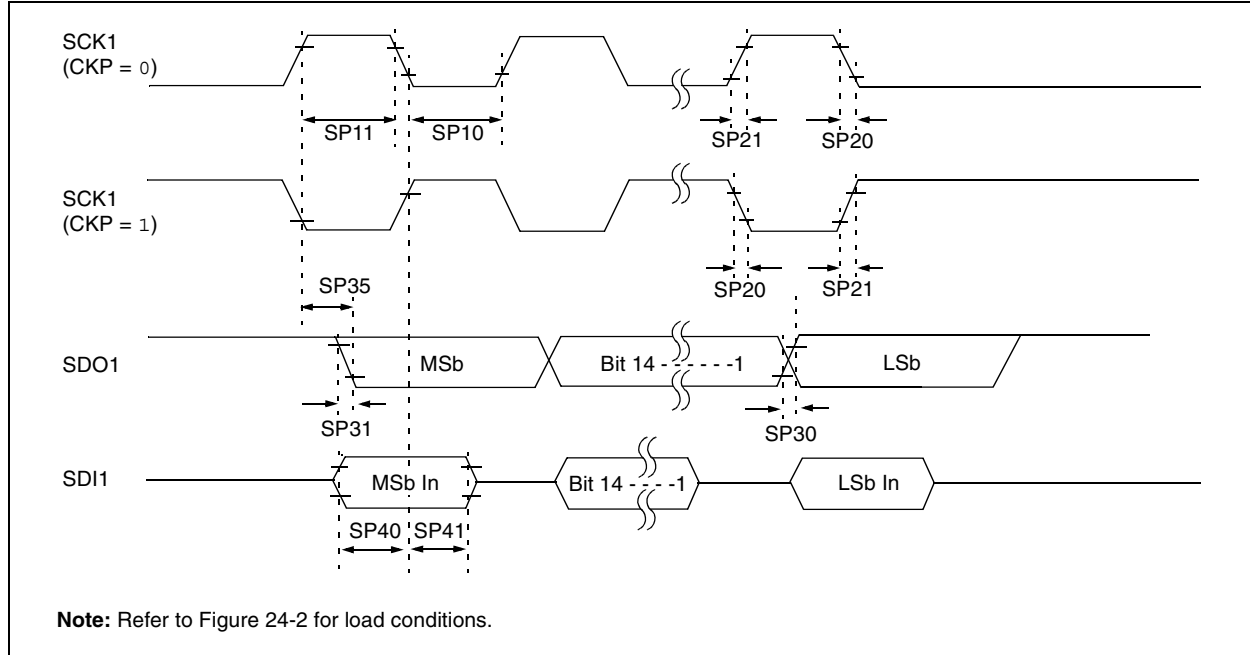 SCK1
(CKP = 0)
SP11
SP10
SP21
SP20
SCK1
(CKP = 1)
SP35
SP20
SP21
SDO1
MSb
Bit 14 - - - - - -1
LSb
SP31
SP30
SDI1
MSb In
Bit 14 - - - - -1
LSb In
SP40
SP41
Note: Refer to Figure 24-2 for load conditions.